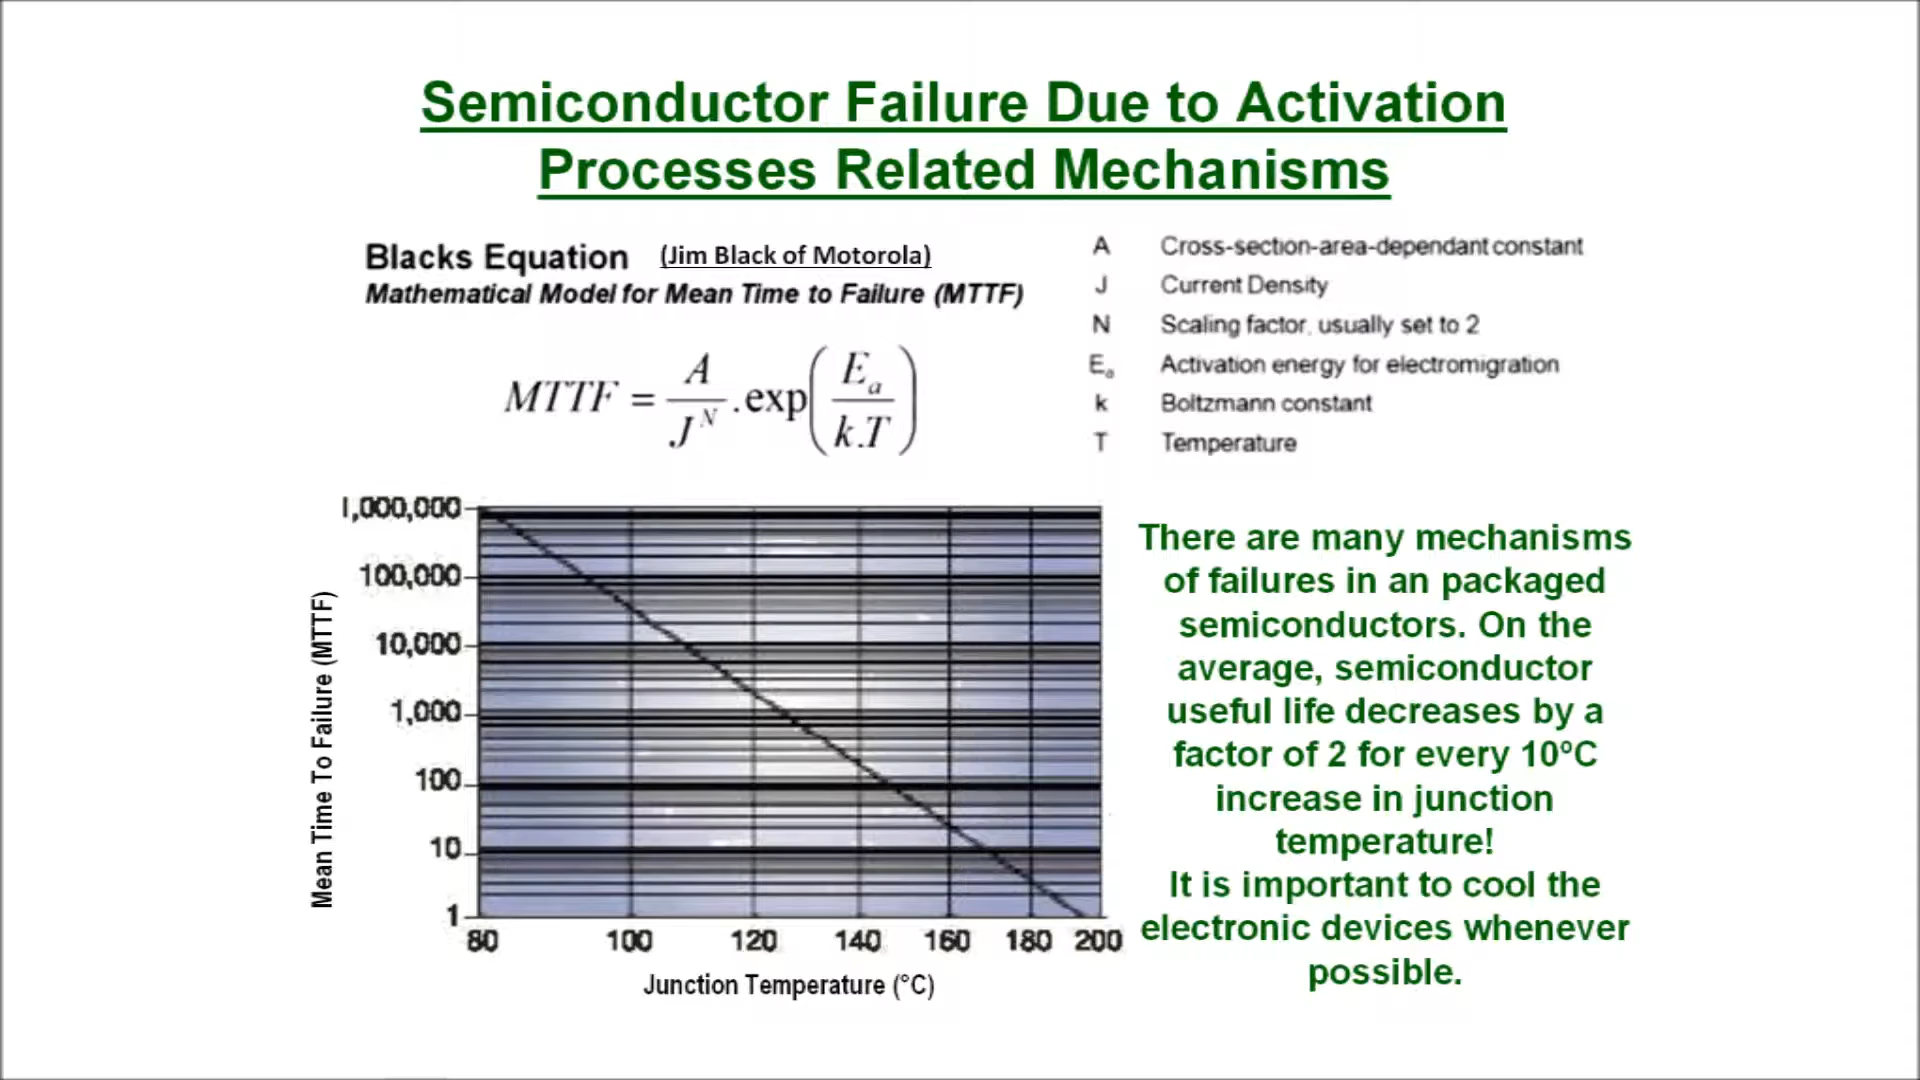 Semiconductor Failure Due to Activation
Processes Related Mechanisms
Blacks Equation (Jim Black of Motorola)
Mathematical Model for Mean Time to Failure (MTTF)
MTTF = A / J^N .exp(E_a / k.T)
A Cross-section-area-dependant constant
J Current Density
N Scaling factor, usually set to 2
E_a Activation energy for electromigration
k Boltzmann constant
T Temperature
Mean Time To Failure (MTTF)
1,000,000
100,000
10,000
1,000
100
10
1
80 100 120 140 160 180 200
Junction Temperature (°C)
There are many mechanisms
of failures in an packaged
semiconductors. On the
average, semiconductor
useful life decreases by a
factor of 2 for every 10ºC
increase in junction
temperature!
It is important to cool the
electronic devices whenever
possible.